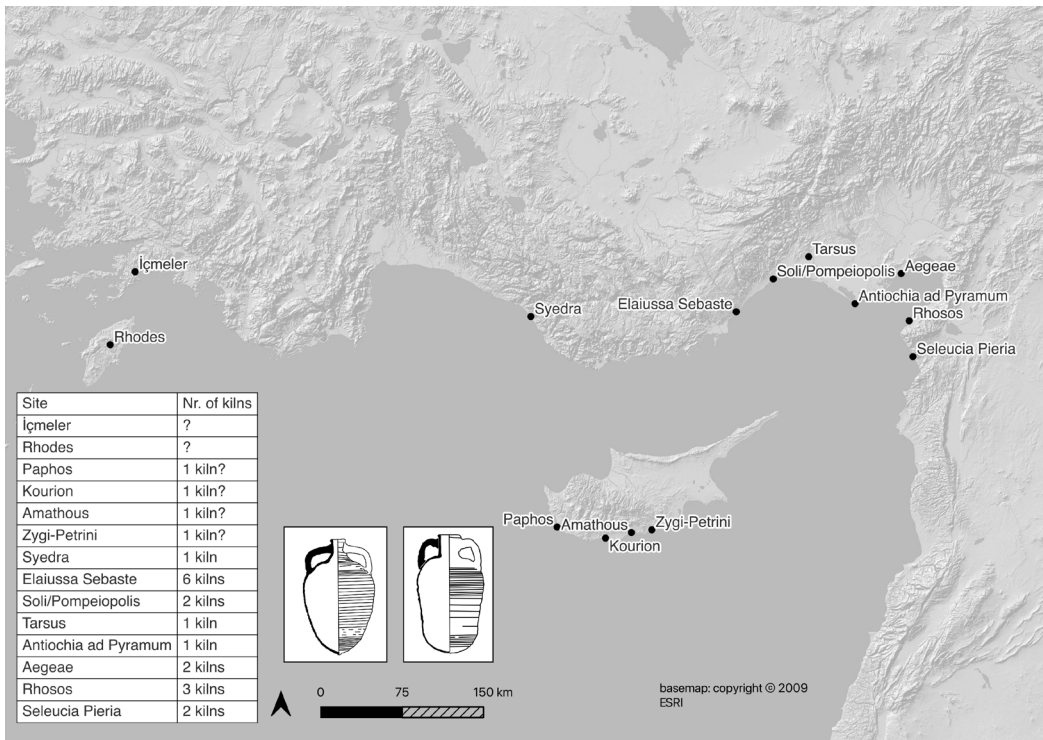 İçmeler
Rhodes
Syedra
Elaiussa Sebaste
Soli/Pompeiopolis
Tarsus
Aegeae
Antiochia ad Pyramum
Rhosos
Seleucia Pieria
Paphos
Amathous
Kourion
Zygi-Petrini
Site Nr. of kilns
İçmeler ?
Rhodes ?
Paphos 1 kiln?
Kourion 1 kiln?
Amathous 1 kiln?
Zygi-Petrini 1 kiln?
Syedra 1 kiln
Elaiussa Sebaste 6 kilns
Soli/Pompeiopolis 2 kilns
Tarsus 1 kiln
Antiochia ad Pyramum 1 kiln
Aegeae 2 kilns
Rhosos 3 kilns
Seleucia Pieria 2 kilns
0 75 150 km
basemap: copyright © 2009
ESRI